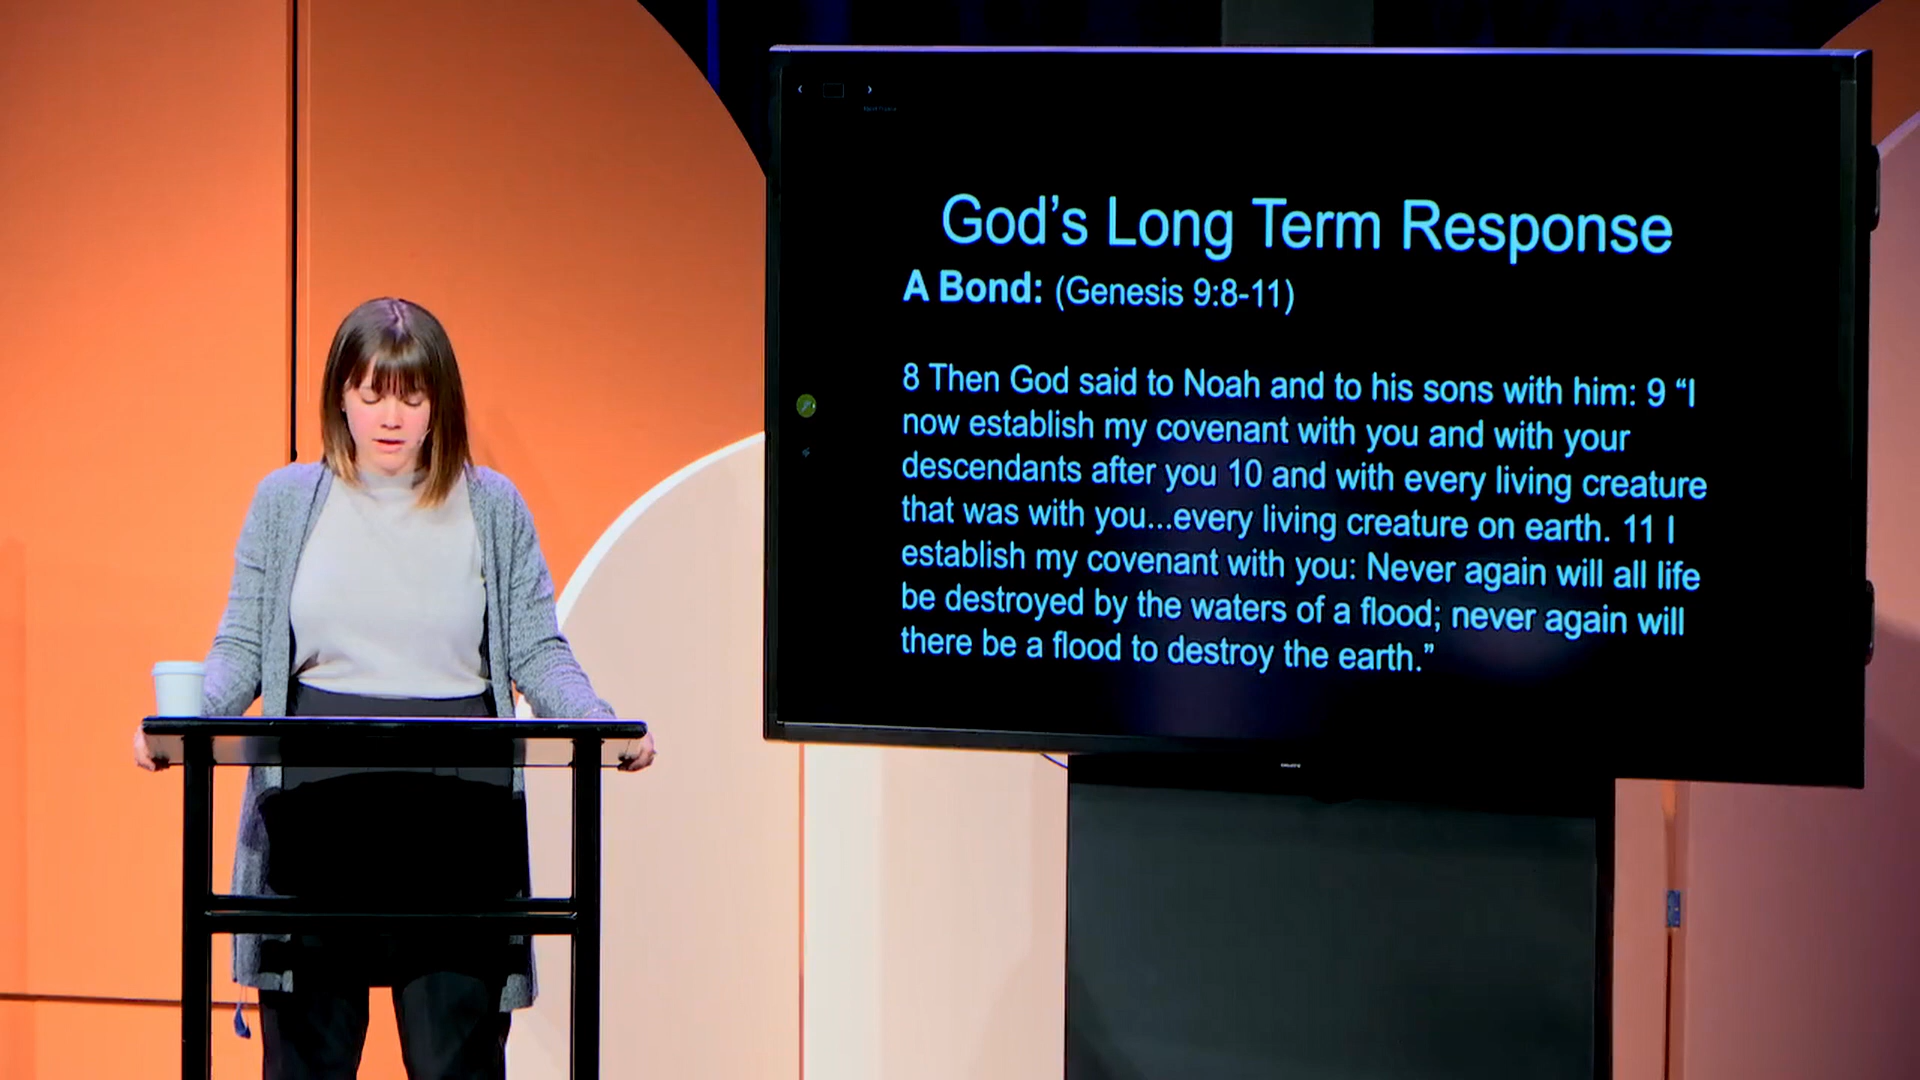 God’s Long Term Response
A Bond: (Genesis 9:8-11)
8 Then God said to Noah and to his sons with him: 9 “I
now establish my covenant with you and with your
descendants after you 10 and with every living creature
that was with you...every living creature on earth. 11 I
establish my covenant with you: Never again will all life
be destroyed by the waters of a flood; never again will
there be a flood to destroy the earth.”